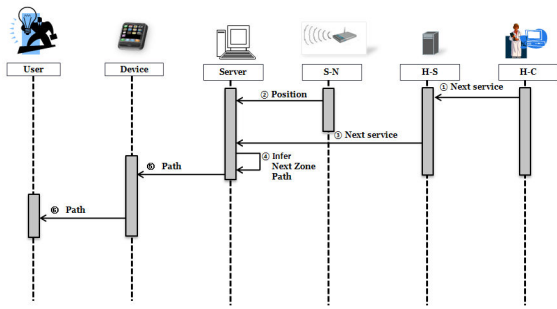 User Device Server S-N H-S H-C
① Next service
② Position
③ Next service
④ Infer
Next Zone
Path
⑤ Path
⑥ Path